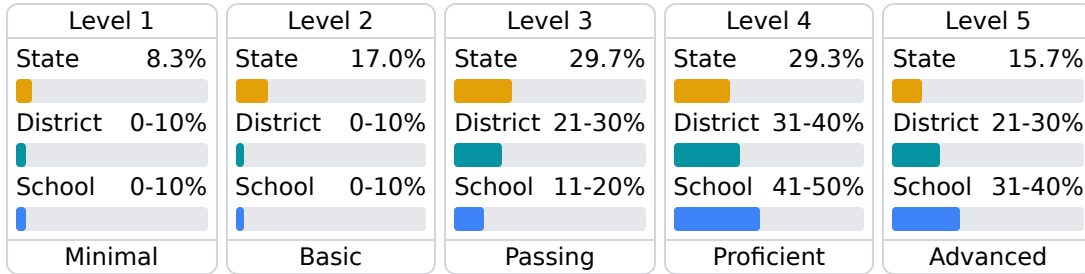 Level 1
State 8.3%
District 0-10%
School 0-10%
Minimal
Level 2
State 17.0%
District 0-10%
School 0-10%
Basic
Level 3
State 29.7%
District 21-30%
School 11-20%
Passing
Level 4
State 29.3%
District 31-40%
School 41-50%
Proficient
Level 5
State 15.7%
District 21-30%
School 31-40%
Advanced